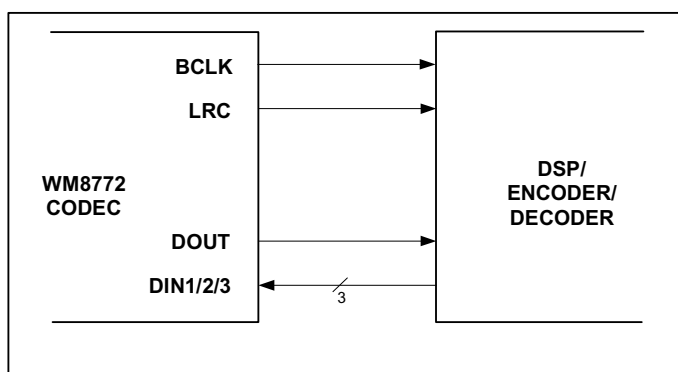 BCLK
LRC
WM8772
CODEC
DSP/
ENCODER/
DECODER
DOUT
DIN1/2/3
3